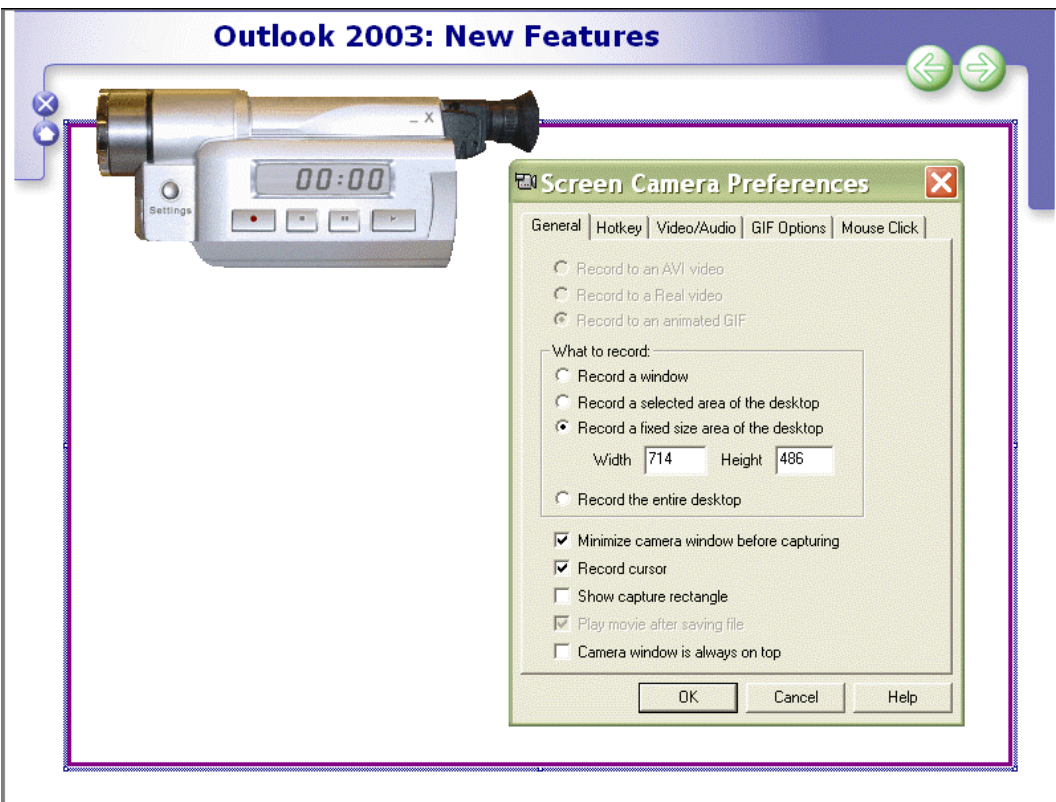 Outlook 2003: New Features
_ X
00:00
Settings
Screen Camera Preferences
General Hotkey Video/Audio GIF Options Mouse Click
Record to an AVI video
Record to a Real video
Record to an animated GIF
What to record:
Record a window
Record a selected area of the desktop
Record a fixed size area of the desktop
Width 714 Height 486
Record the entire desktop
Minimize camera window before capturing
Record cursor
Show capture rectangle
Play movie after saving file
Camera window is always on top
OK Cancel Help